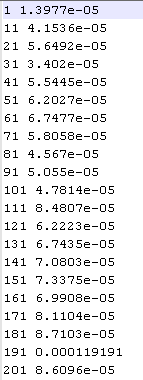 1 1.3977e-05
11 4.1536e-05
21 5.6492e-05
31 3.402e-05
41 5.5445e-05
51 6.2027e-05
61 6.7477e-05
71 5.8058e-05
81 4.567e-05
91 5.055e-05
101 4.7814e-05
111 8.4807e-05
121 6.2223e-05
131 6.7435e-05
141 7.0803e-05
151 7.3375e-05
161 6.9908e-05
171 8.1104e-05
181 8.7103e-05
191 0.000119191
201 8.6096e-05